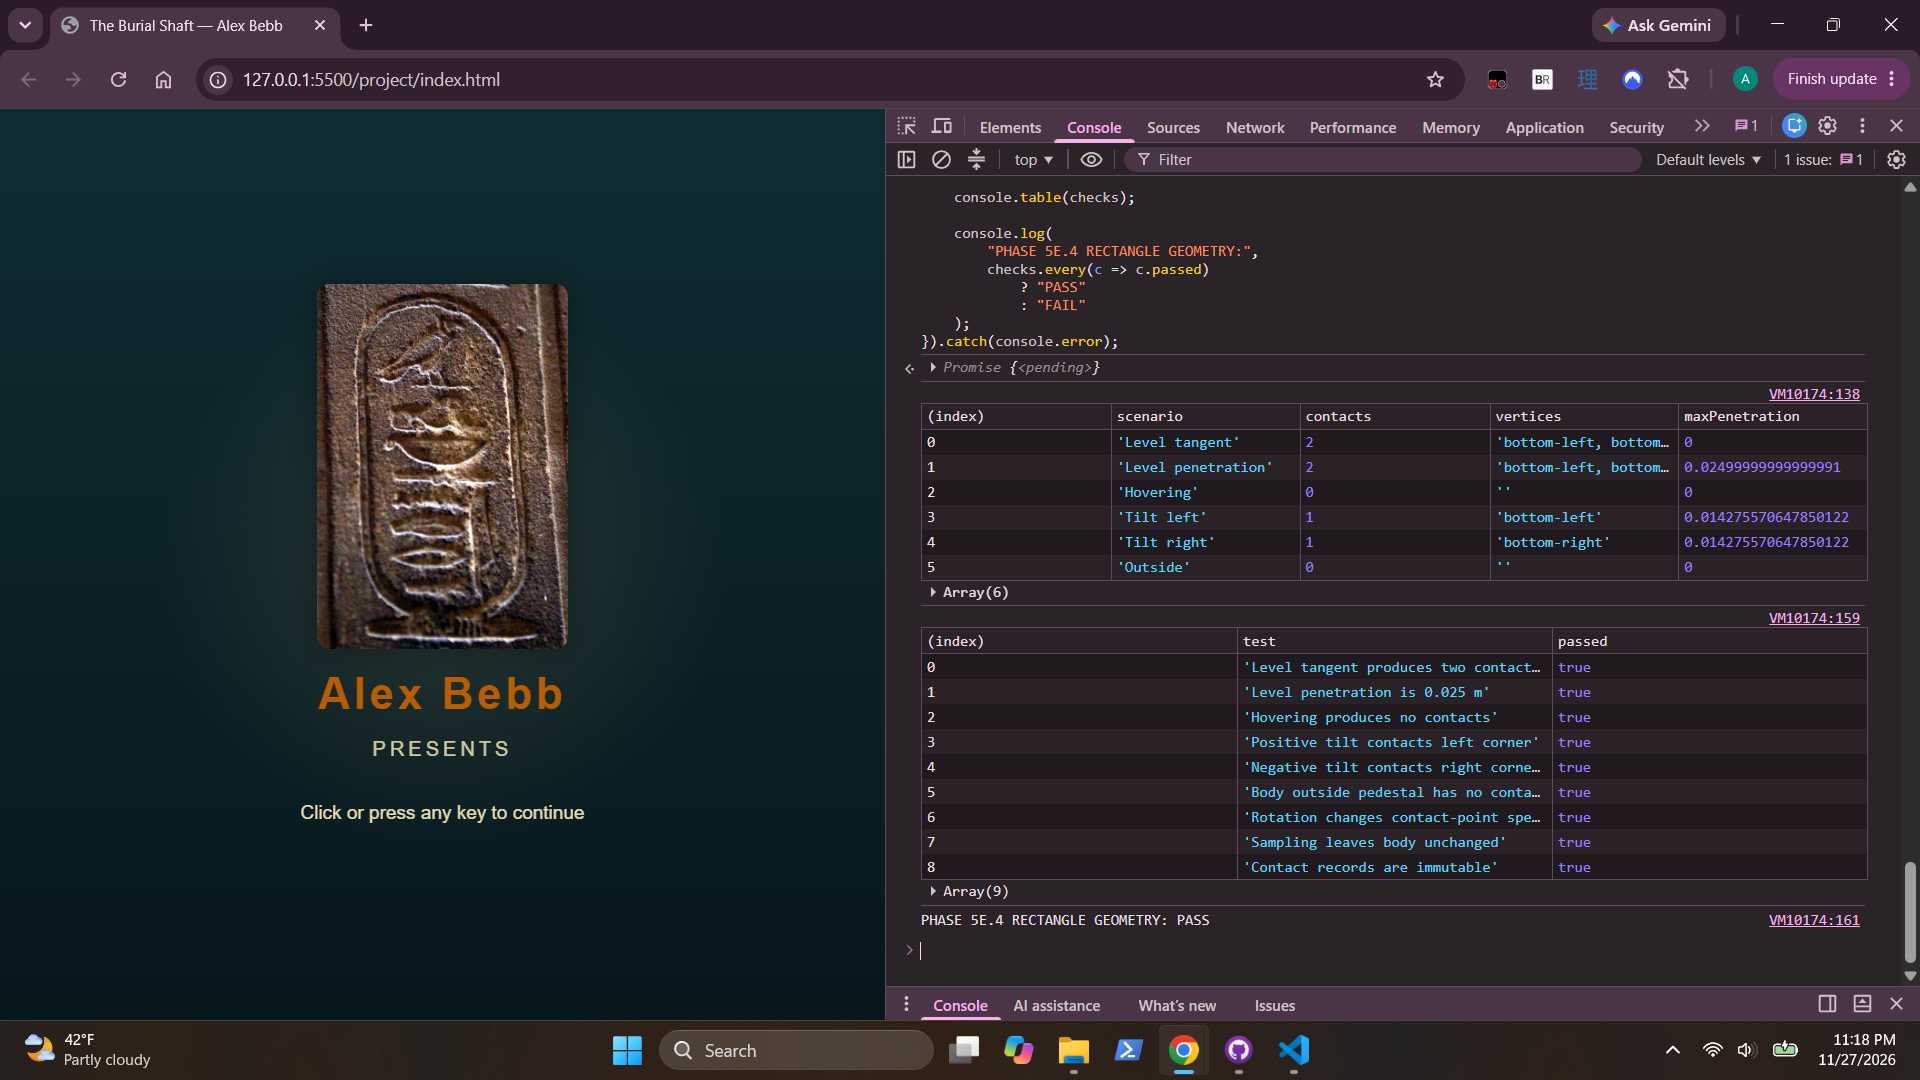 The Burial Shaft — Alex Bebb
Ask Gemini
127.0.0.1:5500/project/index.html
BR
A
Finish update
Elements Console Sources Network Performance Memory Application Security
1
top
Filter
Default levels
1 issue: 1
console.table(checks);
console.log(
"PHASE 5E.4 RECTANGLE GEOMETRY:",
checks.every(c => c.passed)
? "PASS"
: "FAIL"
);
}).catch(console.error);
Promise {<pending>}
VM10174:138
(index) scenario contacts vertices maxPenetration
0 'Level tangent' 2 'bottom-left, bottom… 0
1 'Level penetration' 2 'bottom-left, bottom… 0.02499999999999991
2 'Hovering' 0 '' 0
3 'Tilt left' 1 'bottom-left' 0.014275570647850122
4 'Tilt right' 1 'bottom-right' 0.014275570647850122
5 'Outside' 0 '' 0
Array(6)
VM10174:159
(index) test passed
0 'Level tangent produces two contact… true
1 'Level penetration is 0.025 m' true
2 'Hovering produces no contacts' true
3 'Positive tilt contacts left corner' true
4 'Negative tilt contacts right corne… true
5 'Body outside pedestal has no conta… true
6 'Rotation changes contact-point spe… true
7 'Sampling leaves body unchanged' true
8 'Contact records are immutable' true
Array(9)
PHASE 5E.4 RECTANGLE GEOMETRY: PASS VM10174:161
Console AI assistance What's new Issues
Alex Bebb
PRESENTS
Click or press any key to continue
42°F
Partly cloudy
Search
11:18 PM
11/27/2026